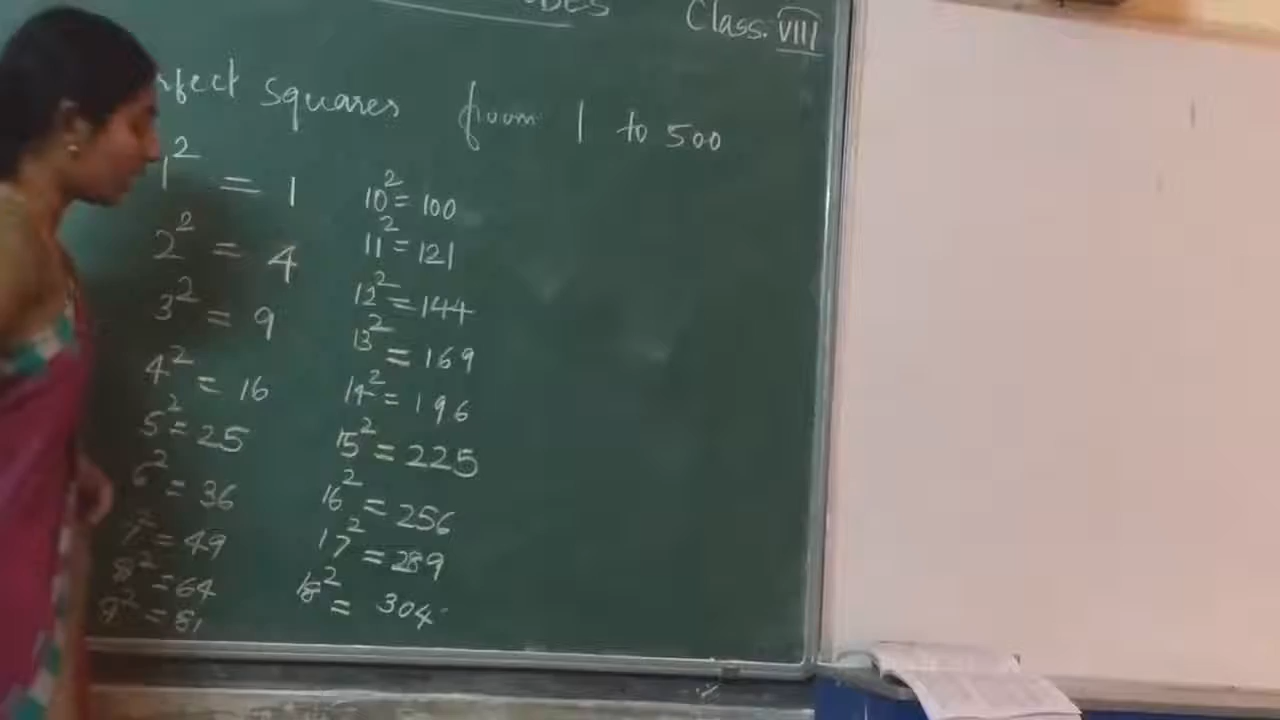 Class: VIII
Squares from 1 to 500
1² = 1
2² = 4
3² = 9
4² = 16
5² = 25
6² = 36
7² = 49
8² = 64
9² = 81
10² = 100
11² = 121
12² = 144
13² = 169
14² = 196
15² = 225
16² = 256
17² = 289
18² = 304